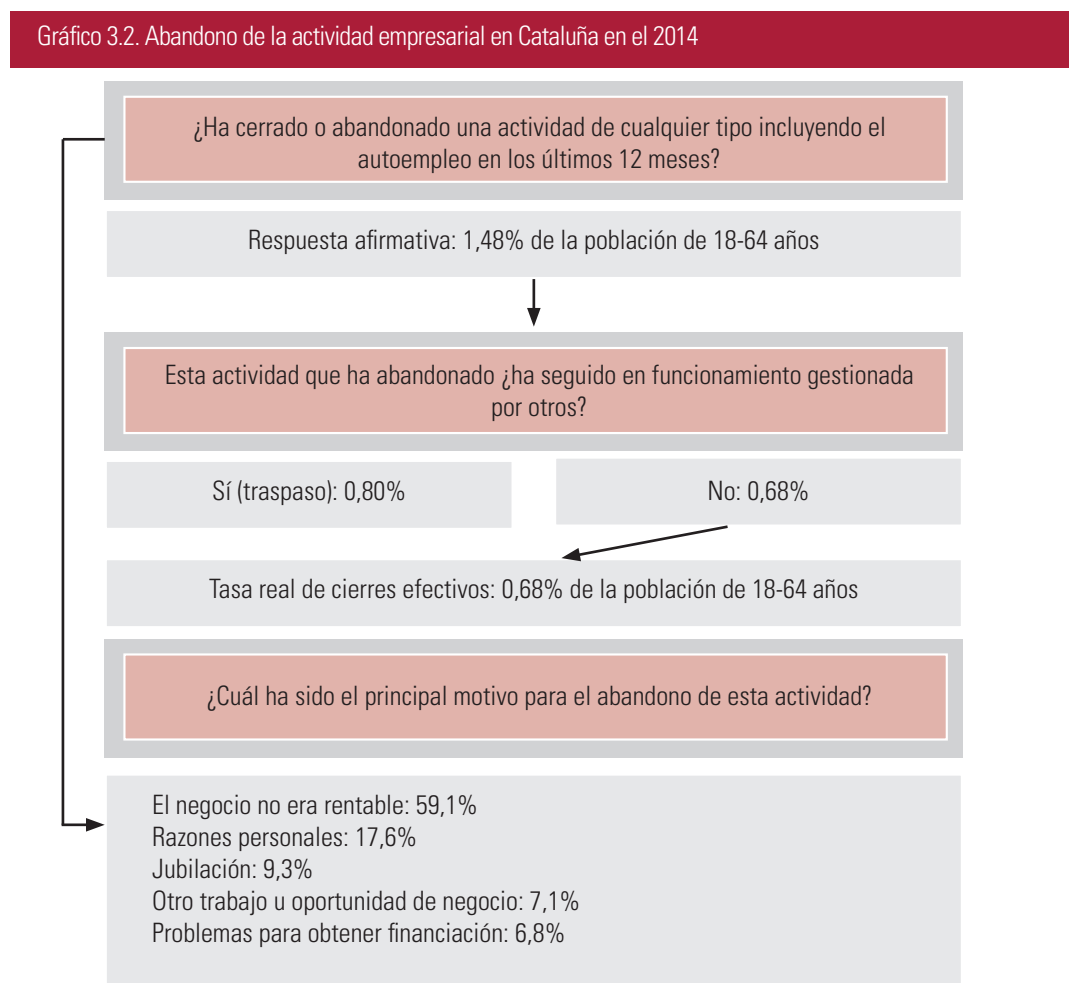 Gráfico 3.2. Abandono de la actividad empresarial en Cataluña en el 2014
¿Ha cerrado o abandonado una actividad de cualquier tipo incluyendo el
autoempleo en los últimos 12 meses?
Respuesta afirmativa: 1,48% de la población de 18-64 años
Esta actividad que ha abandonado ¿ha seguido en funcionamiento gestionada
por otros?
Sí (traspaso): 0,80%
No: 0,68%
Tasa real de cierres efectivos: 0,68% de la población de 18-64 años
¿Cuál ha sido el principal motivo para el abandono de esta actividad?
El negocio no era rentable: 59,1%
Razones personales: 17,6%
Jubilación: 9,3%
Otro trabajo u oportunidad de negocio: 7,1%
Problemas para obtener financiación: 6,8%